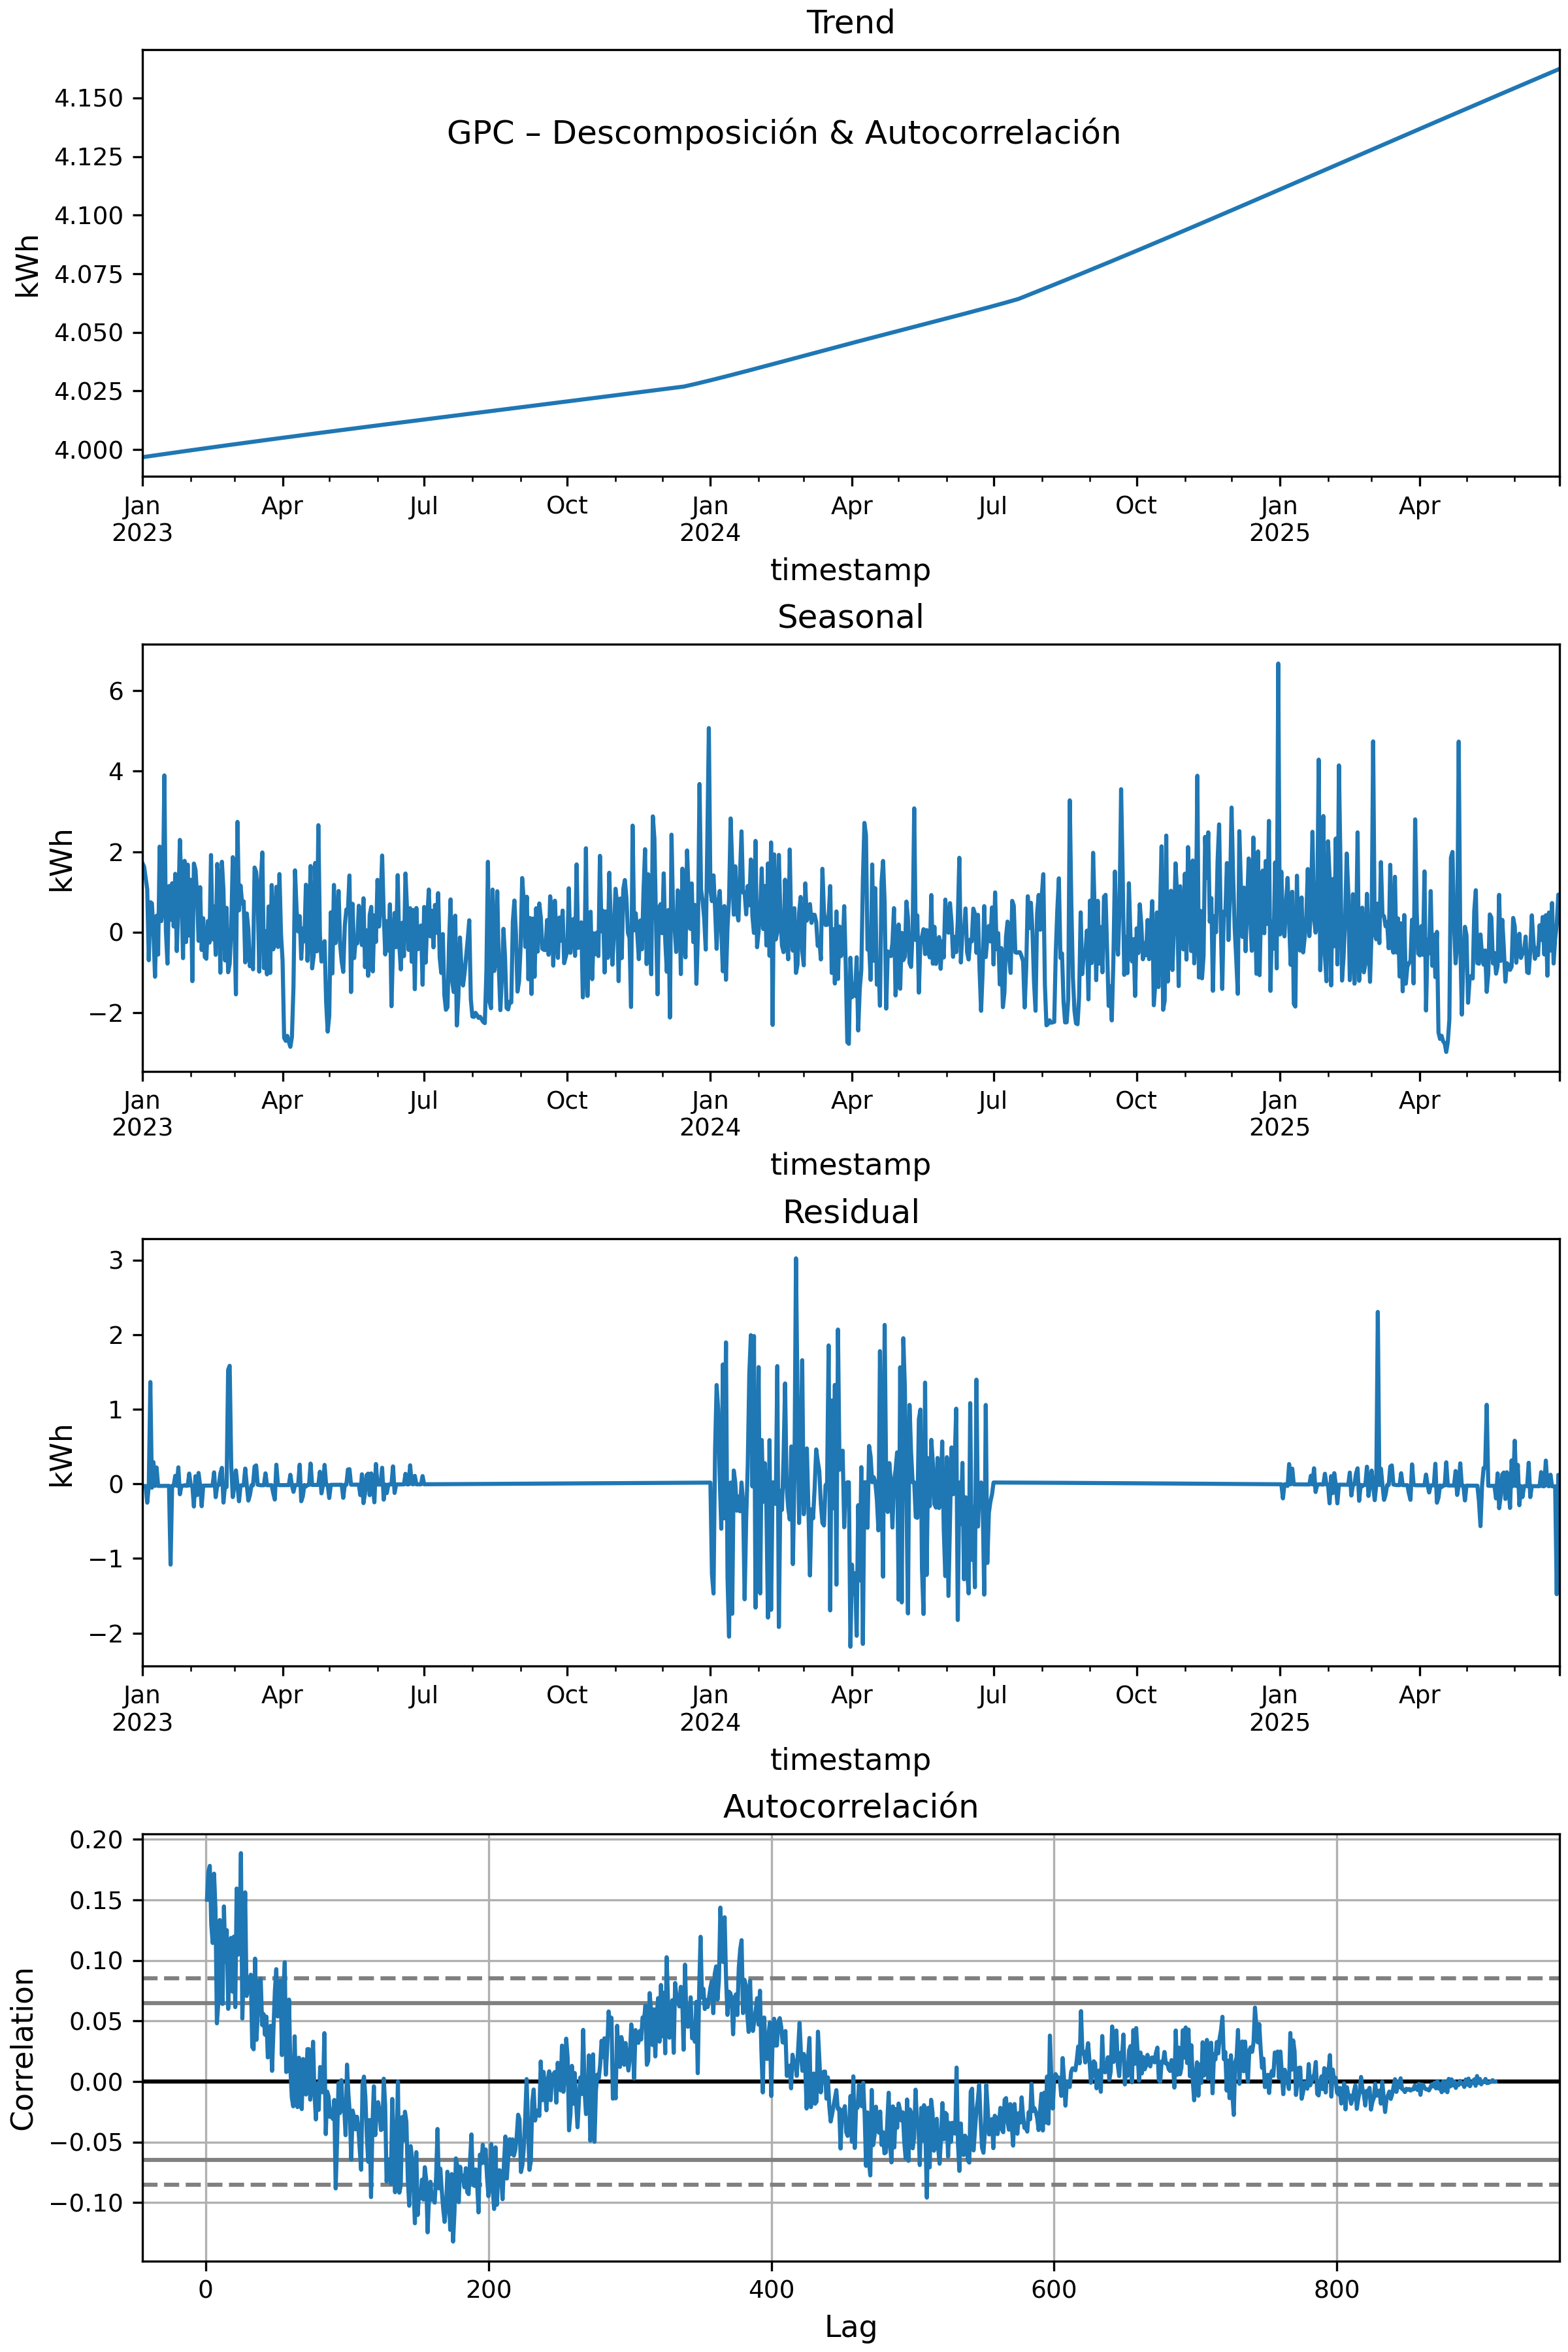 Trend
GPC – Descomposición & Autocorrelación
kWh
4.150
4.125
4.100
4.075
4.050
4.025
4.000
Jan Apr Jul Oct Jan Apr Jul Oct Jan Apr
2023 2024 2025
timestamp
Seasonal
kWh
6
4
2
0
−2
Jan Apr Jul Oct Jan Apr Jul Oct Jan Apr
2023 2024 2025
timestamp
Residual
kWh
3
2
1
0
−1
−2
Jan Apr Jul Oct Jan Apr Jul Oct Jan Apr
2023 2024 2025
timestamp
Autocorrelación
Correlation
0.20
0.15
0.10
0.05
0.00
−0.05
−0.10
0 200 400 600 800
Lag